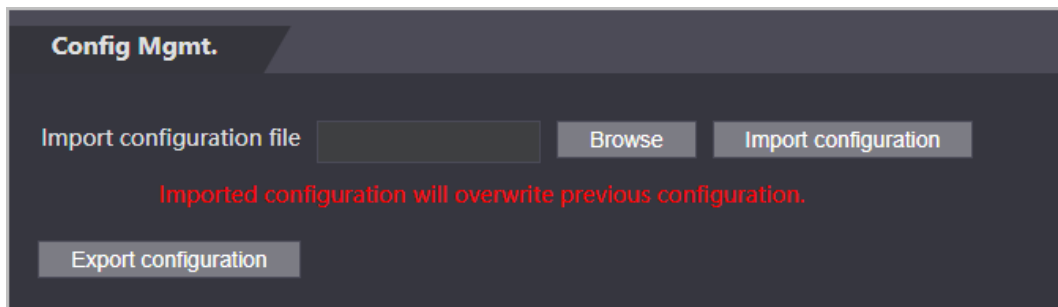 Config Mgmt.
Import configuration file Browse Import configuration
Imported configuration will overwrite previous configuration.
Export configuration